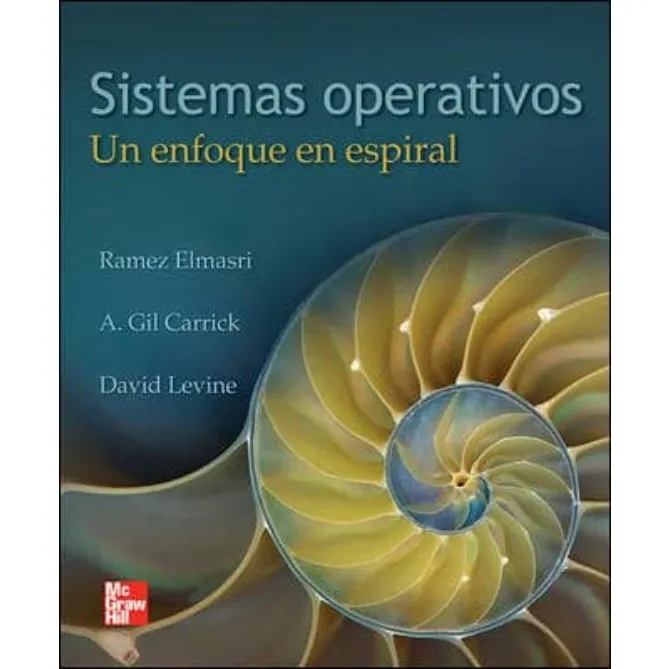 Sistemas operativos
Un enfoque en espiral
Ramez Elmasri
A. Gil Carrick
David Levine
Mc
Graw
Hill